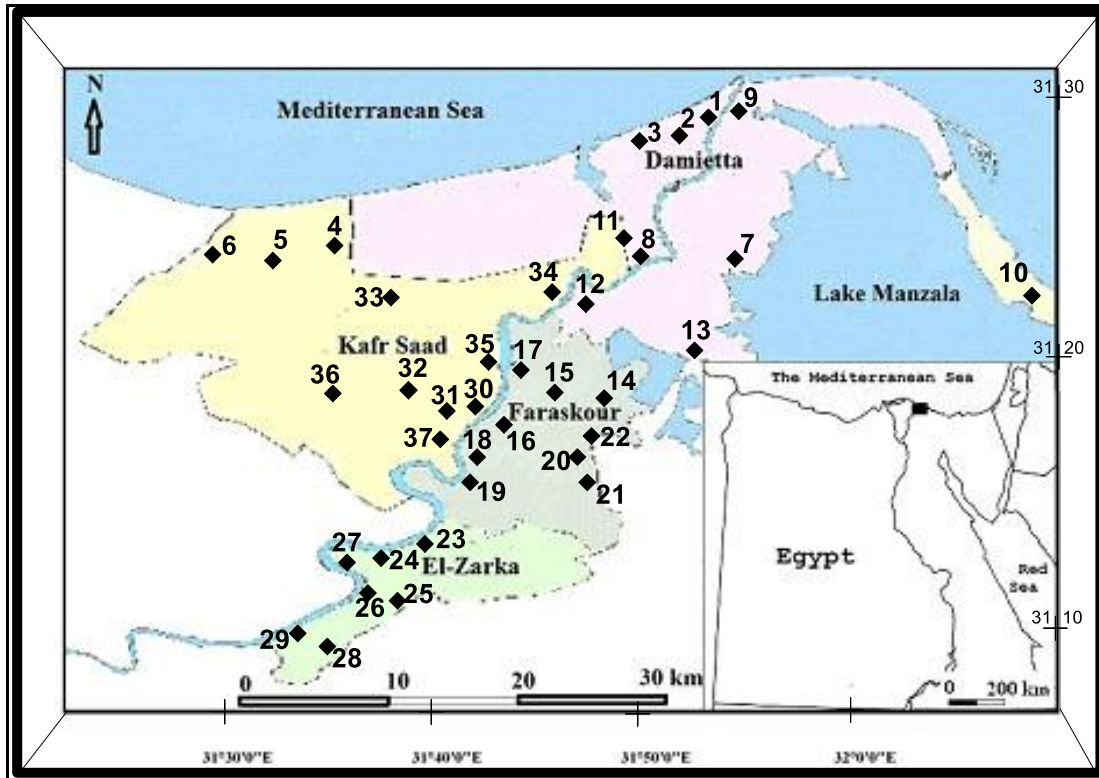 N
Mediterranean Sea
31 30
1
9
2
3
Damietta
11
8
7
6
5
4
34
12
10
33
Lake Manzala
13
31 20
Kafr Saad
35
17
36
32
15
14
31
30
Faraskour
16
22
37
18
20
19
21
The Mediterranean Sea
Egypt
Red
Sea
0 200 km
27
23
24
El-Zarka
26
25
31 10
29
28
0 10 20 30 km
31°30'0"E 31°40'0"E 31°50'0"E 32°0'0"E